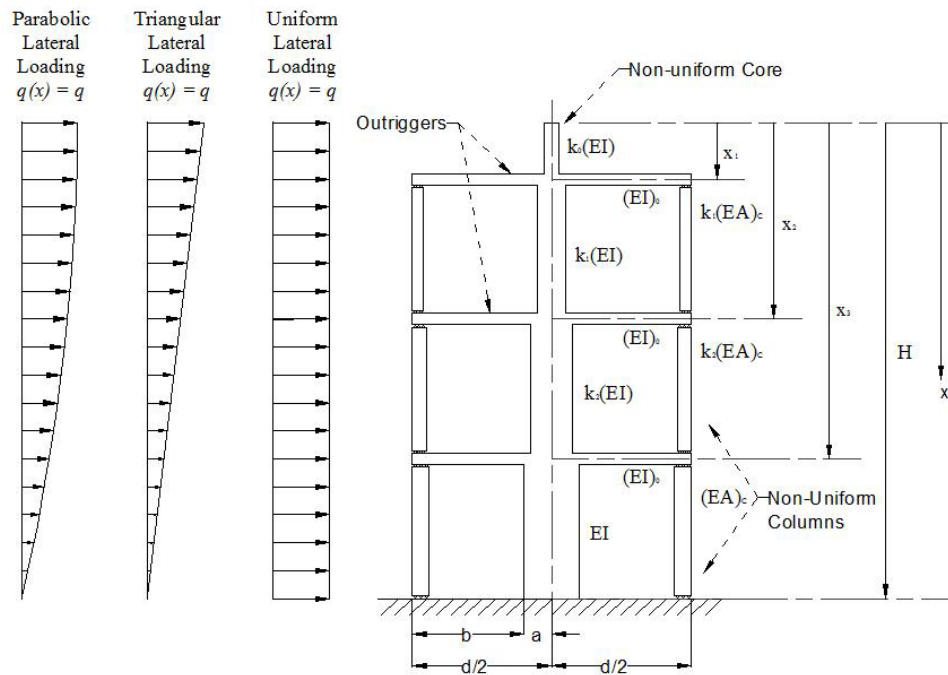 Parabolic
Lateral
Loading
q(x) = q
Triangular
Lateral
Loading
q(x) = q
Uniform
Lateral
Loading
q(x) = q
Non-uniform Core
Outriggers
k₀(EI)
x₁
(EI)₀
k₁(EA)c
x₂
k₁(EI)
x₃
(EI)₀
k₂(EA)c
H
k₂(EI)
x
(EI)₀
(EA)c
Non-Uniform
Columns
EI
b
a
d/2
d/2